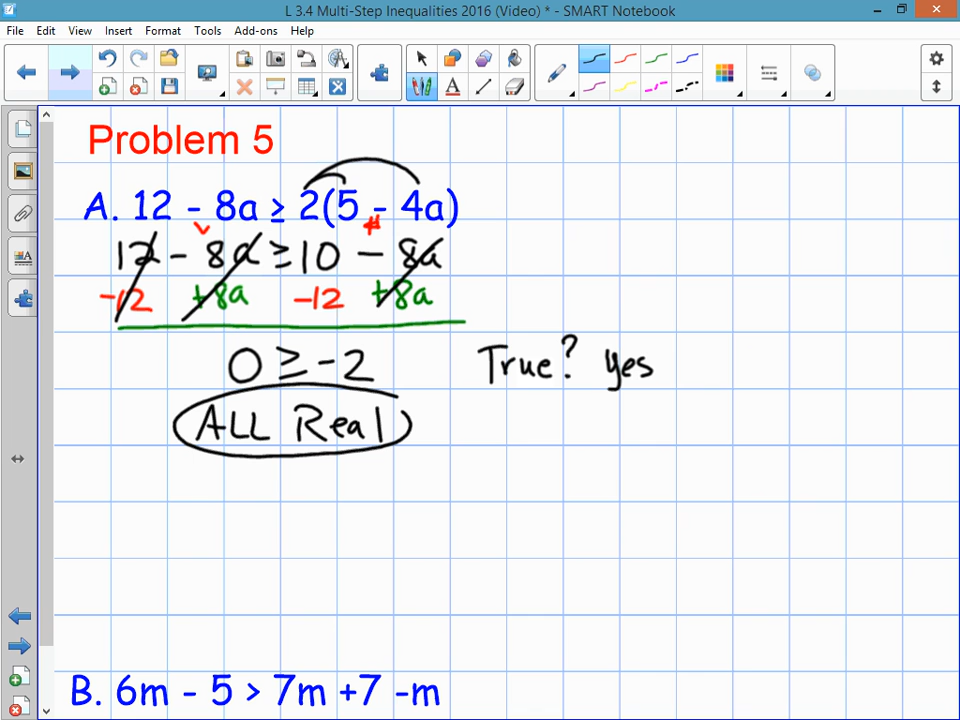 L 3.4 Multi-Step Inequalities 2016 (Video) * - SMART Notebook
File Edit View Insert Format Tools Add-ons Help
Problem 5
A. 12 - 8a ≥ 2(5 - 4a)
12 - 8a ≥ 10 - 8a
-12 +8a -12 +8a
0 ≥ -2 True? yes
ALL Real
B. 6m - 5 > 7m +7 -m